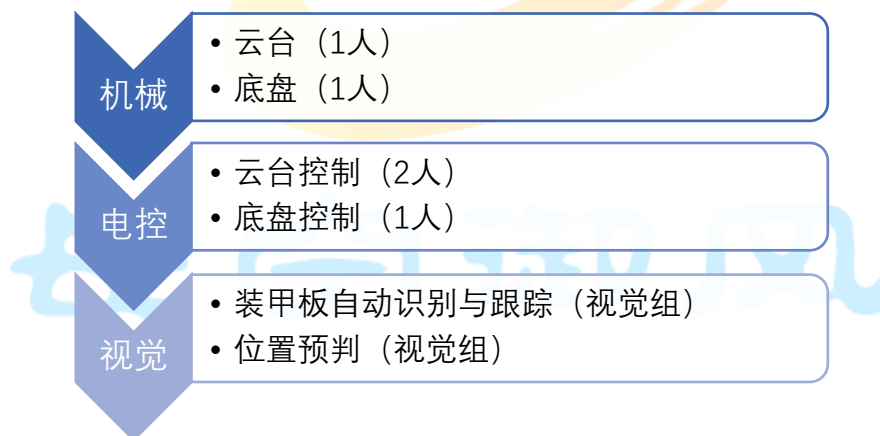 机械
• 云台（1人）
• 底盘（1人）
电控
• 云台控制（2人）
• 底盘控制（1人）
视觉
• 装甲板自动识别与跟踪（视觉组）
• 位置预判（视觉组）